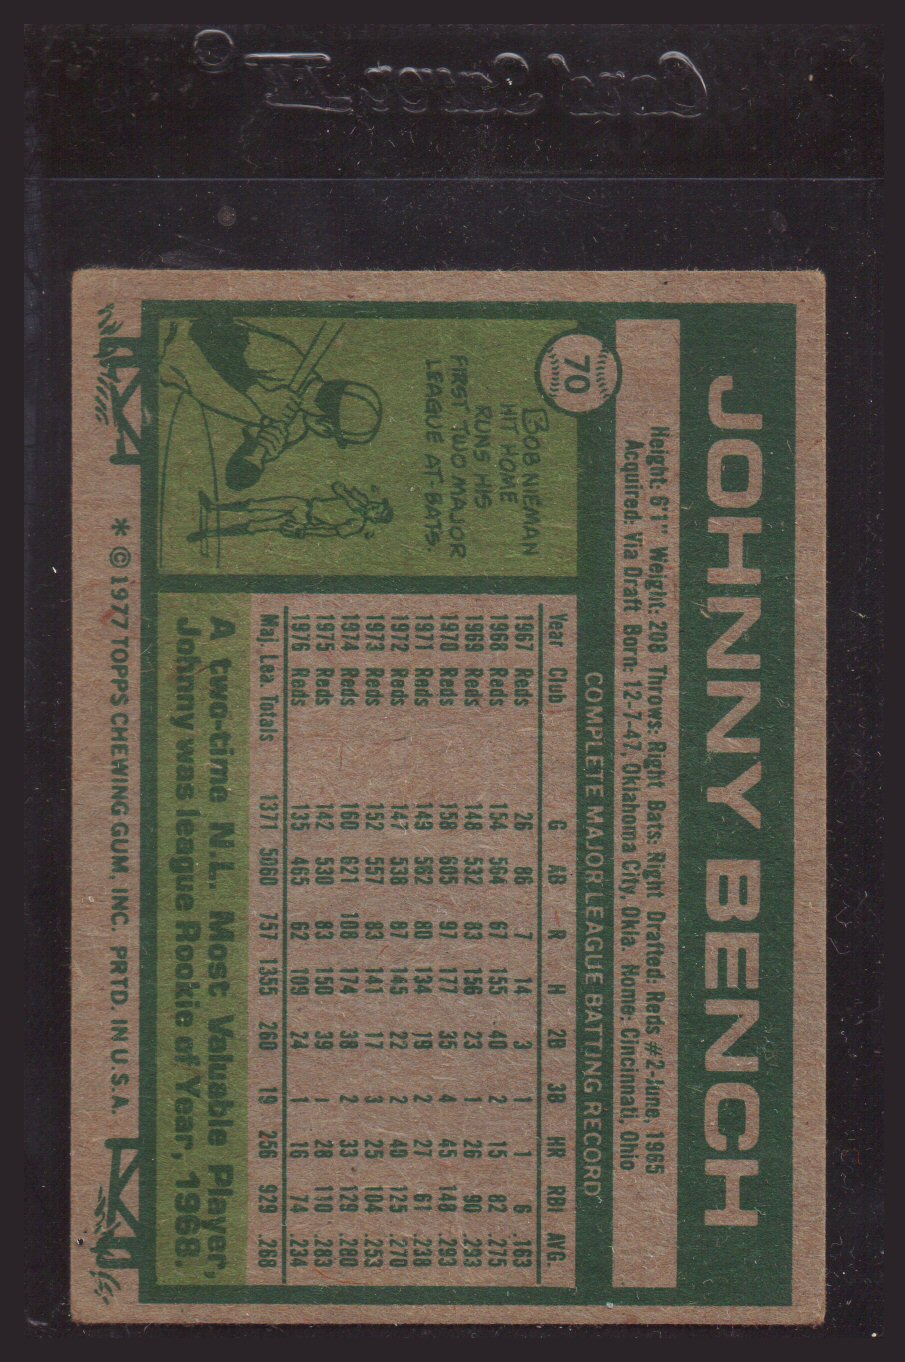 Card Saver IV
70
JOHNNY BENCH
Height: 6'1" Weight: 208 Throws: Right Bats: Right Drafted: Reds #2-June, 1965
Acquired: Via Draft Born: 12-7-47, Oklahoma City, Okla. Home: Cincinnati, Ohio
BOB NIEMAN
HIT HOME
RUNS HIS
FIRST TWO MAJOR
LEAGUE AT-BATS.
COMPLETE MAJOR LEAGUE BATTING RECORD
Year Club G AB R H 2B 3B HR RBI AVG.
1967 Reds 26 86 7 14 3 1 1 6 .163
1968 Reds 154 564 67 155 40 2 15 82 .275
1969 Reds 148 532 83 156 23 1 26 90 .293
1970 Reds 158 605 97 177 35 4 45 148 .293
1971 Reds 149 562 80 134 19 2 27 61 .238
1972 Reds 147 538 87 145 22 2 40 125 .270
1973 Reds 152 557 83 141 17 3 25 104 .253
1974 Reds 160 621 108 174 38 2 33 129 .280
1975 Reds 142 530 83 150 39 1 28 110 .283
1976 Reds 135 465 62 109 24 1 16 74 .234
Maj. Lea. Totals 1371 5060 757 1355 260 19 256 929 .268
A two-time N.L. Most Valuable Player,
Johnny was league Rookie of Year, 1968.
* © 1977 TOPPS CHEWING GUM, INC. PRTD. IN U.S.A.